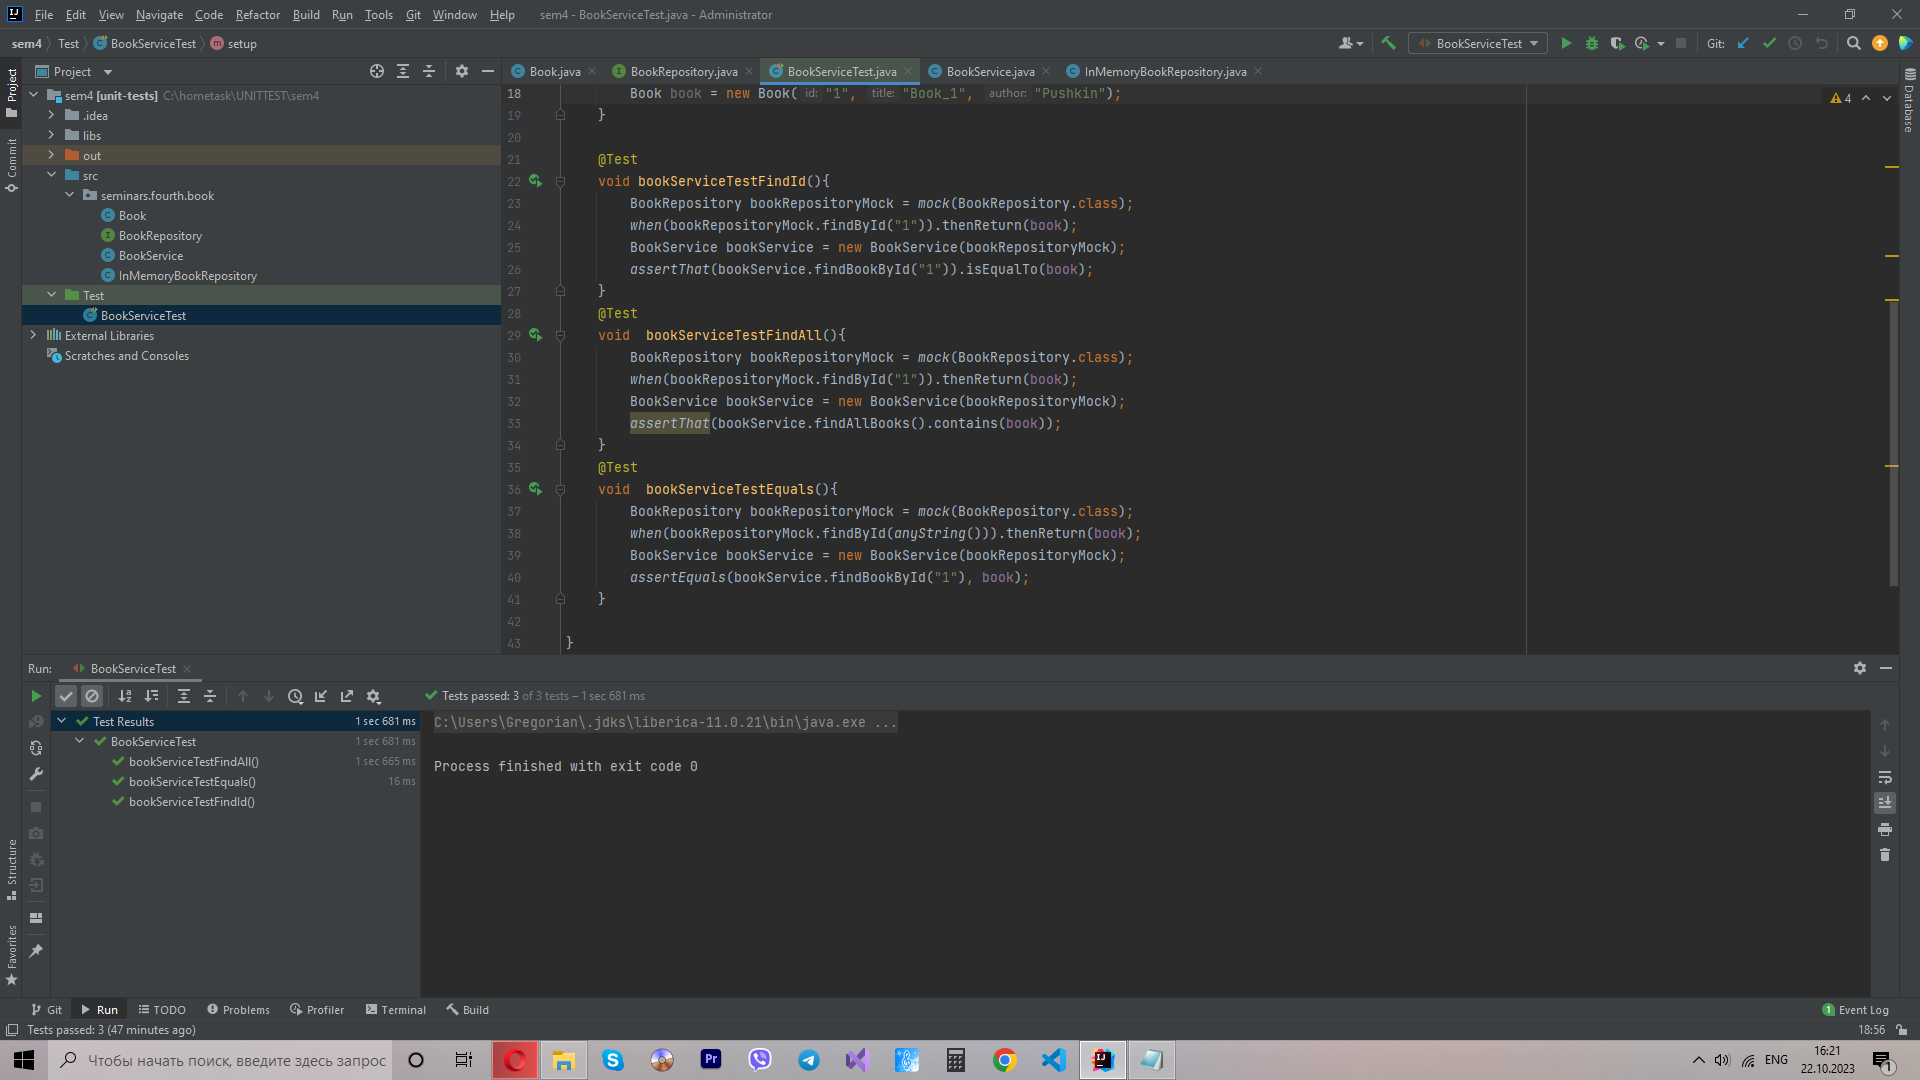 File Edit View Navigate Code Refactor Build Run Tools Git Window Help sem4 - BookServiceTest.java - Administrator
sem4 Test BookServiceTest setup
BookServiceTest Git:
Project
Book.java BookRepository.java BookServiceTest.java BookService.java InMemoryBookRepository.java
Project
Commit
Structure
Favorites
Database
sem4 [unit-tests] C:\hometask\UNITTEST\sem4
.idea
libs
out
src
seminars.fourth.book
Book
BookRepository
BookService
InMemoryBookRepository
Test
BookServiceTest
External Libraries
Scratches and Consoles
4
18 Book book = new Book( id: "1", title: "Book_1", author: "Pushkin");
19 }
20
21 @Test
22 void bookServiceTestFindId(){
23 BookRepository bookRepositoryMock = mock(BookRepository.class);
24 when(bookRepositoryMock.findById("1")).thenReturn(book);
25 BookService bookService = new BookService(bookRepositoryMock);
26 assertThat(bookService.findBookById("1")).isEqualTo(book);
27 }
28 @Test
29 void  bookServiceTestFindAll(){
30 BookRepository bookRepositoryMock = mock(BookRepository.class);
31 when(bookRepositoryMock.findById("1")).thenReturn(book);
32 BookService bookService = new BookService(bookRepositoryMock);
33 assertThat(bookService.findAllBooks().contains(book));
34 }
35 @Test
36 void  bookServiceTestEquals(){
37 BookRepository bookRepositoryMock = mock(BookRepository.class);
38 when(bookRepositoryMock.findById(anyString())).thenReturn(book);
39 BookService bookService = new BookService(bookRepositoryMock);
40 assertEquals(bookService.findBookById("1"), book);
41 }
42
43 }
Run: BookServiceTest
Tests passed: 3 of 3 tests – 1 sec 681 ms
Test Results 1 sec 681 ms
BookServiceTest 1 sec 681 ms
bookServiceTestFindAll() 1 sec 665 ms
bookServiceTestEquals() 16 ms
bookServiceTestFindId()
C:\Users\Gregorian\.jdks\liberica-11.0.21\bin\java.exe ...
Process finished with exit code 0
Git Run TODO Problems Profiler Terminal Build 1 Event Log
Tests passed: 3 (47 minutes ago) 18:56
Чтобы начать поиск, введите здесь запрос
ENG 16:21
22.10.2023
1